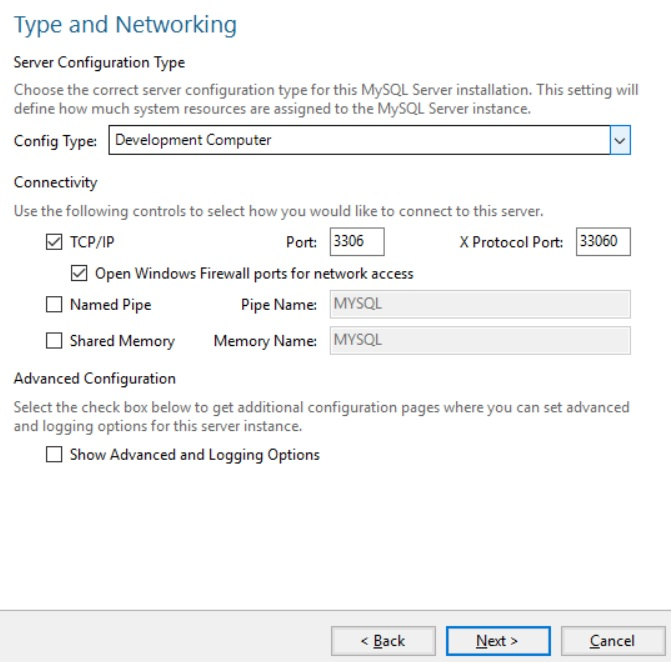 Type and Networking
Server Configuration Type
Choose the correct server configuration type for this MySQL Server installation. This setting will
define how much system resources are assigned to the MySQL Server instance.
Config Type: Development Computer
Connectivity
Use the following controls to select how you would like to connect to this server.
TCP/IP Port: 3306 X Protocol Port: 33060
Open Windows Firewall ports for network access
Named Pipe Pipe Name: MYSQL
Shared Memory Memory Name: MYSQL
Advanced Configuration
Select the check box below to get additional configuration pages where you can set advanced
and logging options for this server instance.
Show Advanced and Logging Options
< Back Next > Cancel